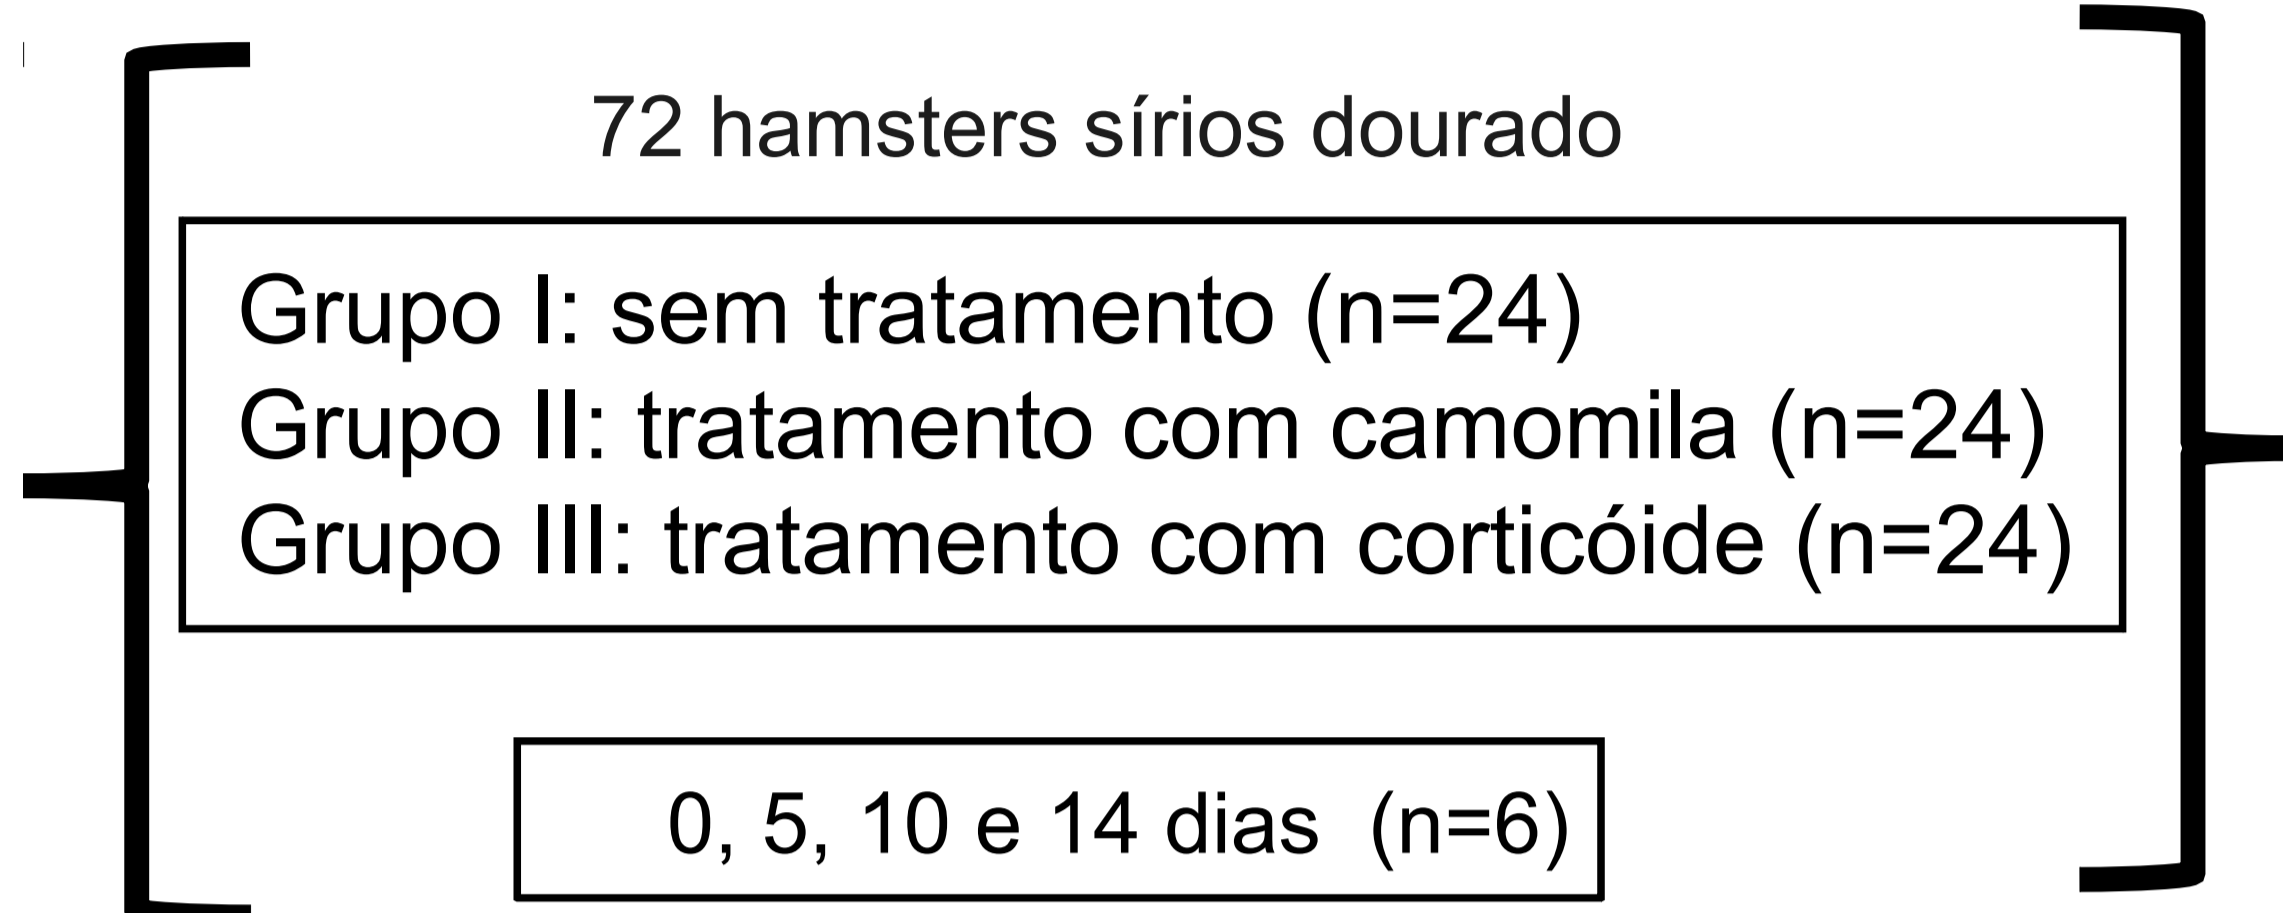 72 hamsters sírios dourado
Grupo I: sem tratamento (n=24)
Grupo II: tratamento com camomila (n=24)
Grupo III: tratamento com corticóide (n=24)
0, 5, 10 e 14 dias (n=6)